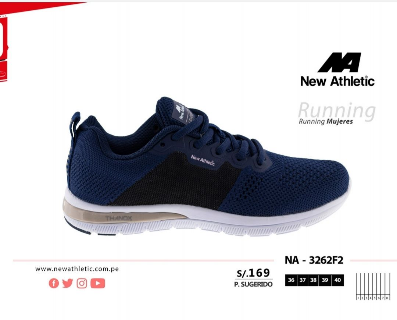 NA
New Athletic
Running
Running Mujeres
New Athletic
NA - 3262F2
www.newathletic.com.pe
S/.169
P. SUGERIDO
36 37 38 39 40